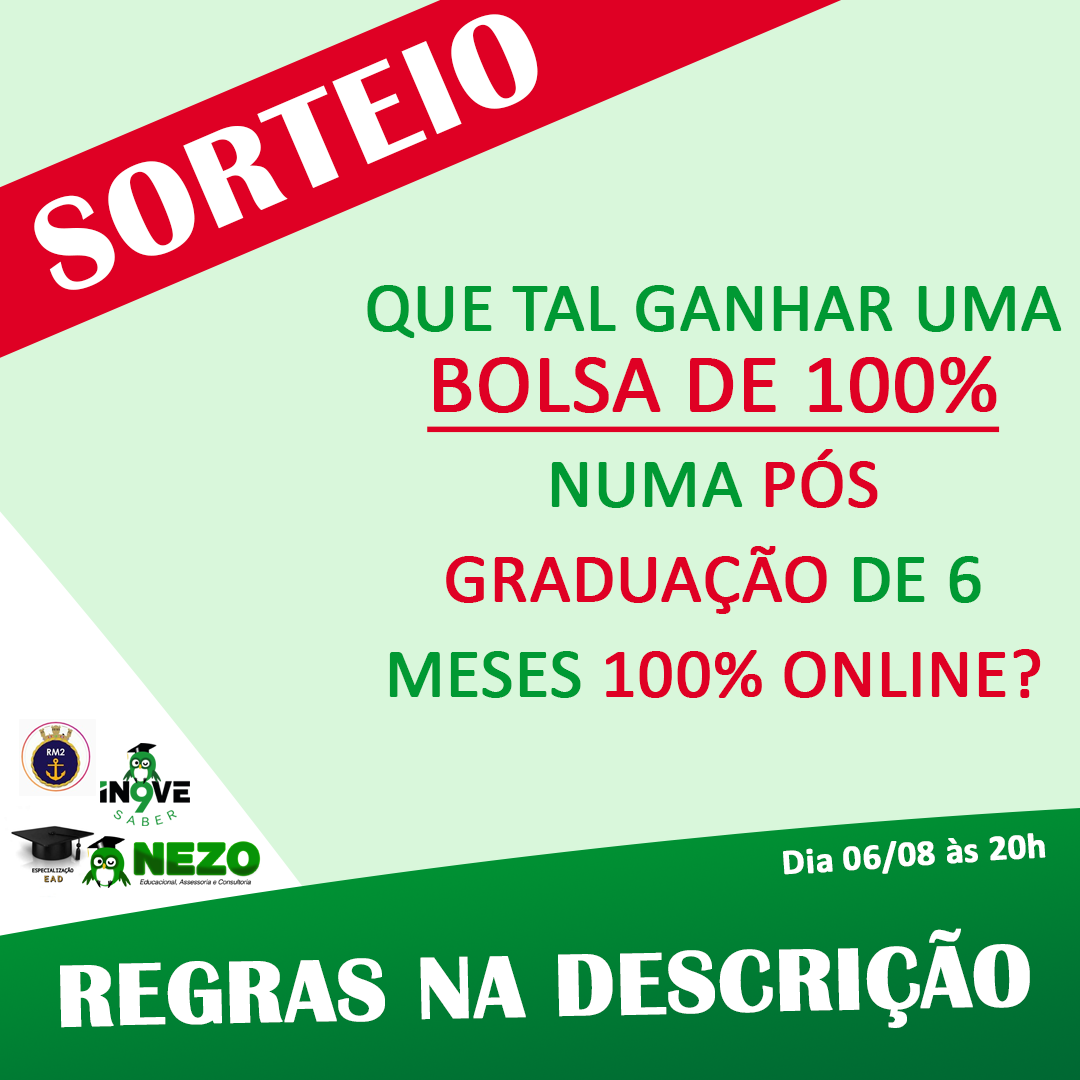 SORTEIO
QUE TAL GANHAR UMA
BOLSA DE 100%
NUMA PÓS
GRADUAÇÃO DE 6
MESES 100% ONLINE?
RM2
IN9VE
SABER
ESPECIALIZAÇÃO
EAD
NEZO
Educacional, Assessoria e Consultoria
Dia 06/08 às 20h
REGRAS NA DESCRIÇÃO